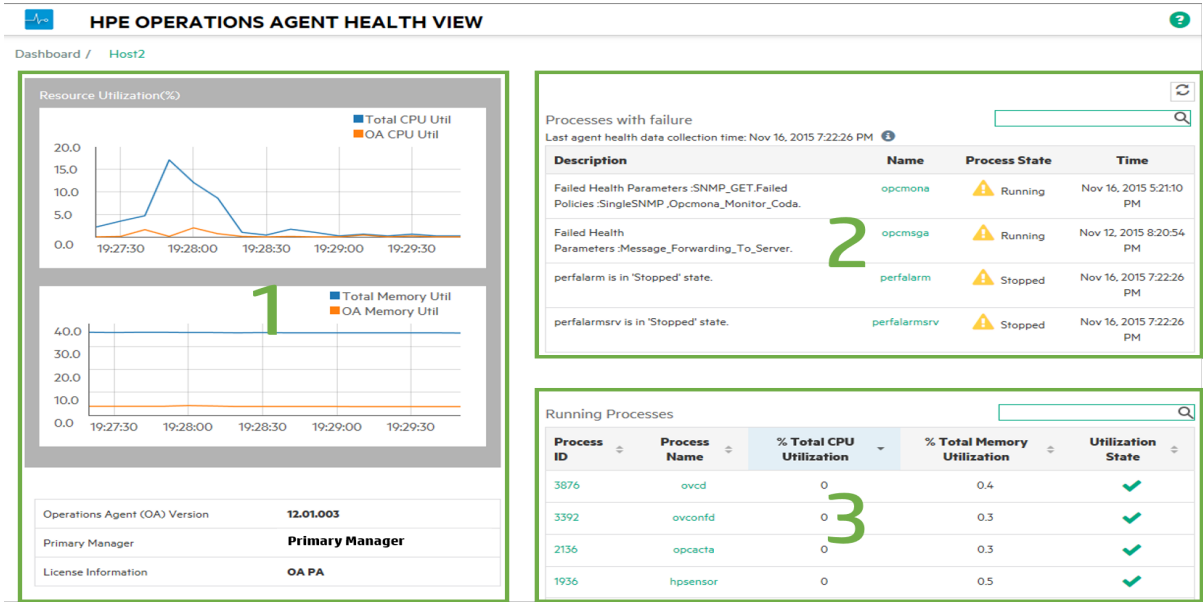 HPE OPERATIONS AGENT HEALTH VIEW
?
Dashboard / Host2
Resource Utilization(%)
Total CPU Util
OA CPU Util
20.0
15.0
10.0
5.0
0.0
19:27:30 19:28:00 19:28:30 19:29:00 19:29:30
Total Memory Util
OA Memory Util
40.0
30.0
20.0
10.0
0.0
19:27:30 19:28:00 19:28:30 19:29:00 19:29:30
1
Operations Agent (OA) Version 12.01.003
Primary Manager Primary Manager
License Information OA PA
Processes with failure
Last agent health data collection time: Nov 16, 2015 7:22:26 PM
Description Name Process State Time
Failed Health Parameters :SNMP_GET.Failed
Policies :SingleSNMP ,Opcmona_Monitor_Coda.
opcmona Running Nov 16, 2015 5:21:10
PM
Failed Health
Parameters :Message_Forwarding_To_Server.
opcmsga Running Nov 12, 2015 8:20:54
PM
perfalarm is in 'Stopped' state. perfalarm Stopped Nov 16, 2015 7:22:26
PM
perfalarmsrv is in 'Stopped' state. perfalarmsrv Stopped Nov 16, 2015 7:22:26
PM
2
Running Processes
Process ID Process Name % Total CPU Utilization % Total Memory Utilization Utilization State
3876 ovcd 0 0.4
3392 ovconfd 0 0.3
2136 opcacta 0 0.3
1936 hpsensor 0 0.5
3